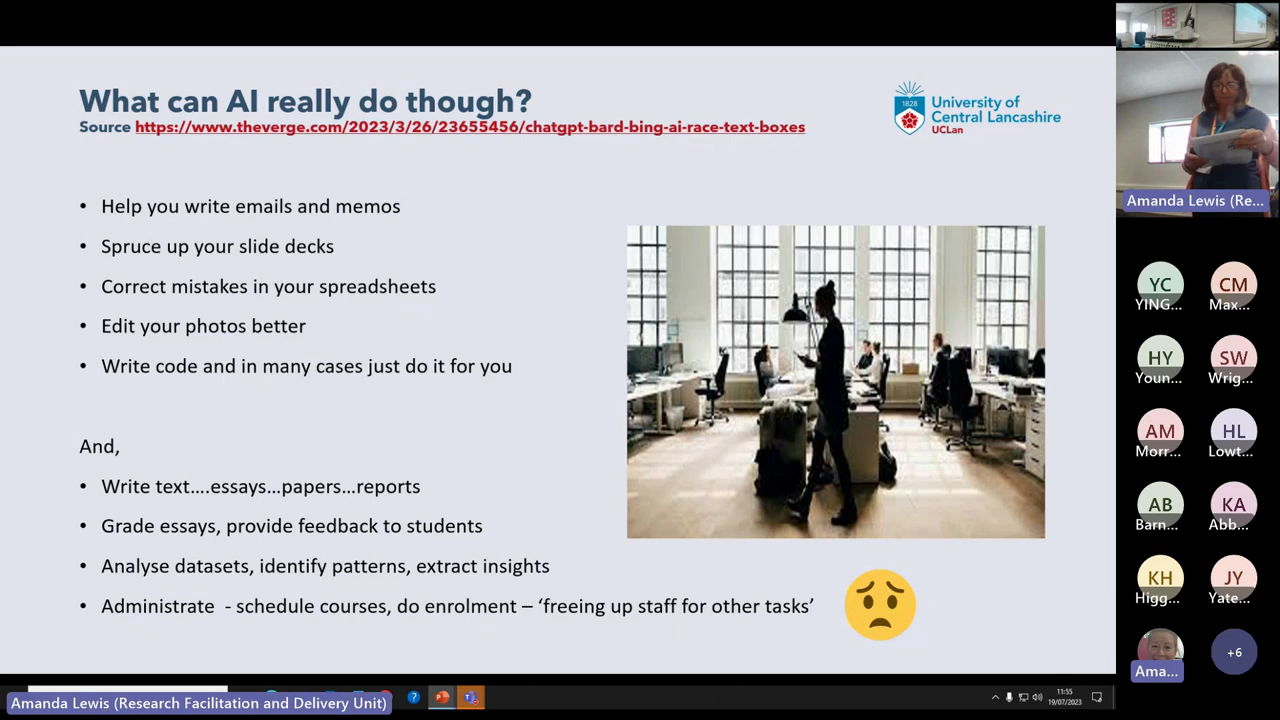 What can AI really do though?
Source https://www.theverge.com/2023/3/26/23655456/chatgpt-bard-bing-ai-race-text-boxes
1828
University of
Central Lancashire
UCLan
• Help you write emails and memos
• Spruce up your slide decks
• Correct mistakes in your spreadsheets
• Edit your photos better
• Write code and in many cases just do it for you
And,
• Write text....essays...papers...reports
• Grade essays, provide feedback to students
• Analyse datasets, identify patterns, extract insights
• Administrate - schedule courses, do enrolment – ‘freeing up staff for other tasks’
Amanda Lewis (Re...
YC
YING...
CM
Max...
HY
Youn...
SW
Wrig...
AM
Morr...
HL
Lowt...
AB
Barn...
KA
Abb...
KH
Higg...
JY
Yate...
Ama...
+6
Amanda Lewis (Research Facilitation and Delivery Unit)
11:55
19/07/2023